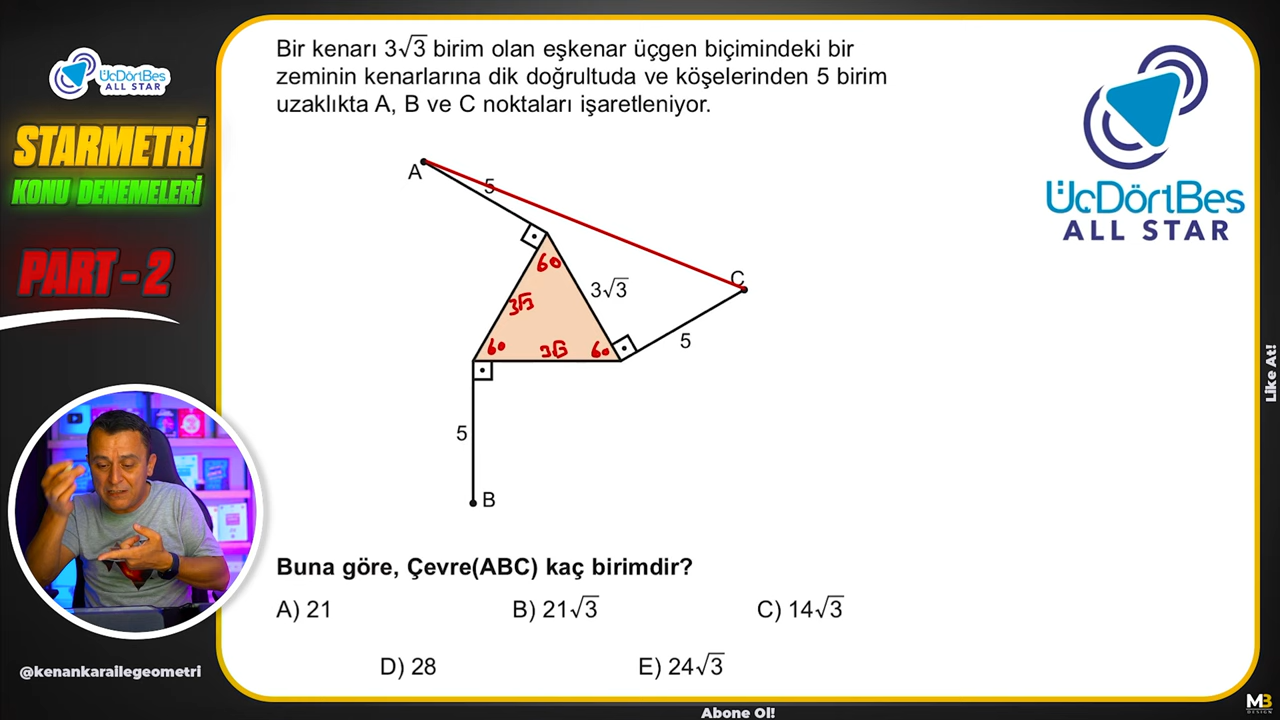 ÜçDörtBeş
ALL STAR
STARMETRİ
KONU DENEMELERİ
PART - 2
Bir kenarı 3√3 birim olan eşkenar üçgen biçimindeki bir
zeminin kenarlarına dik doğrultuda ve köşelerinden 5 birim
uzaklıkta A, B ve C noktaları işaretleniyor.
ÜçDörtBeş
ALL STAR
A
5
60
C
3√3
3√3
5
60
3√3
60
5
B
Buna göre, Çevre(ABC) kaç birimdir?
A) 21
B) 21√3
C) 14√3
D) 28
E) 24√3
@kenankarailegeometri
Like At!
Abone Ol!
MB
DESIGN